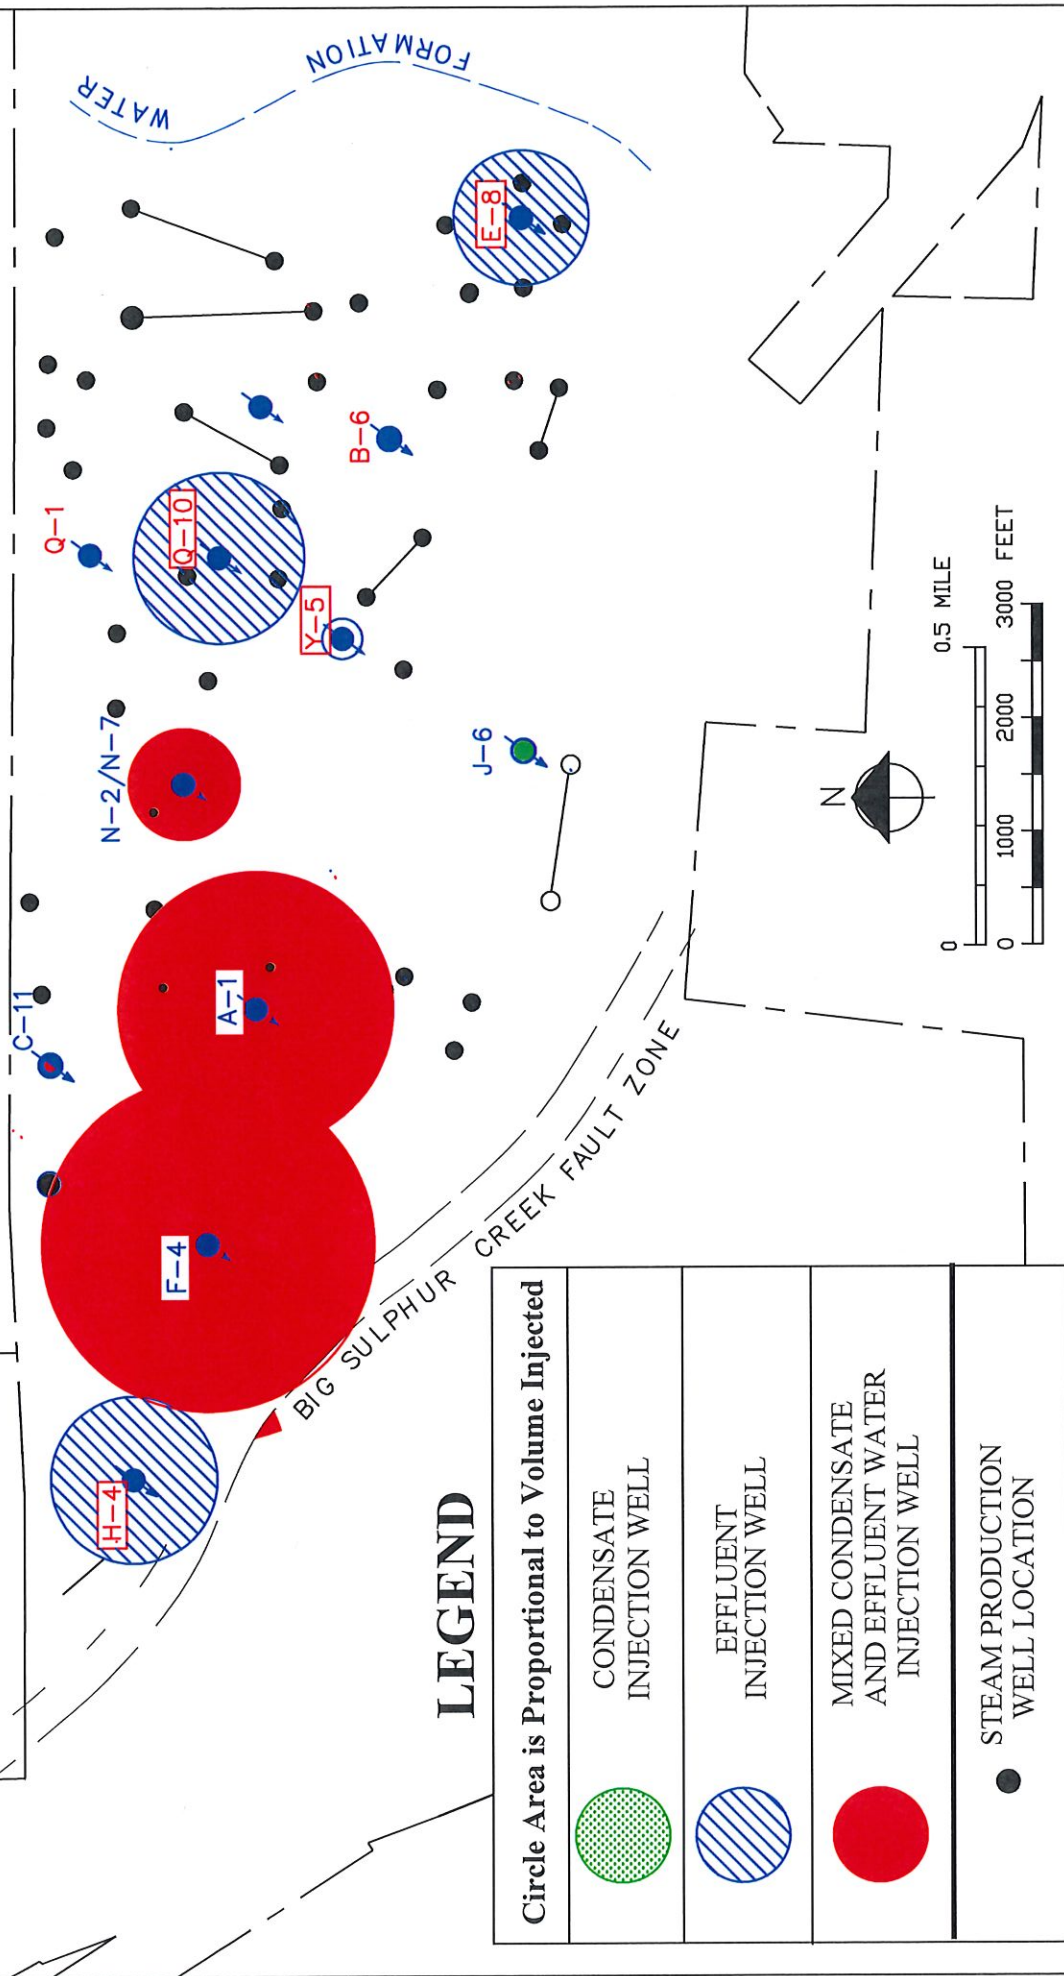 WATER
FORMATION
E-8
B-6
Q-1
Q-10
Y-5
N-2/N-7
J-6
C-11
A-1
F-4
H-4
BIG SULPHUR CREEK FAULT ZONE
N
0 0.5 MILE
0 1000 2000 3000 FEET
LEGEND
Circle Area is Proportional to Volume Injected
CONDENSATE
INJECTION WELL
EFFLUENT
INJECTION WELL
MIXED CONDENSATE
AND EFFLUENT WATER
INJECTION WELL
STEAM PRODUCTION
WELL LOCATION